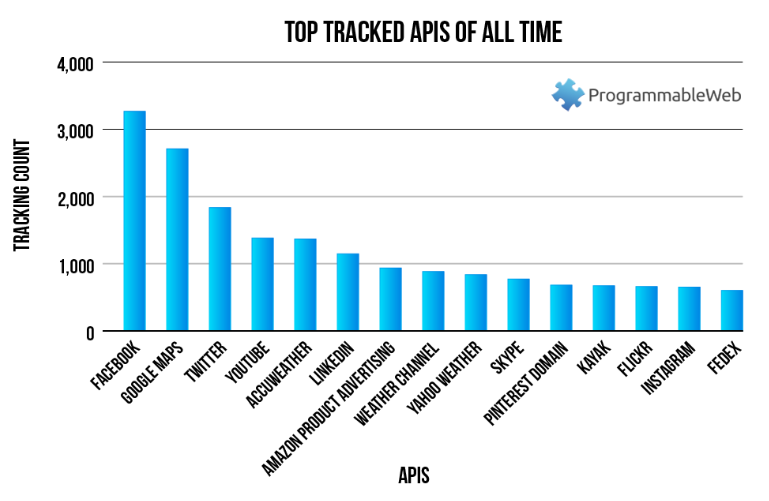 TOP TRACKED APIS OF ALL TIME
ProgrammableWeb
TRACKING COUNT
4,000
3,000
2,000
1,000
0
FACEBOOK
GOOGLE MAPS
TWITTER
YOUTUBE
ACCUWEATHER
LINKEDIN
AMAZON PRODUCT ADVERTISING
WEATHER CHANNEL
YAHOO WEATHER
SKYPE
PINTEREST DOMAIN
KAYAK
FLICKR
INSTAGRAM
FEDEX
APIS